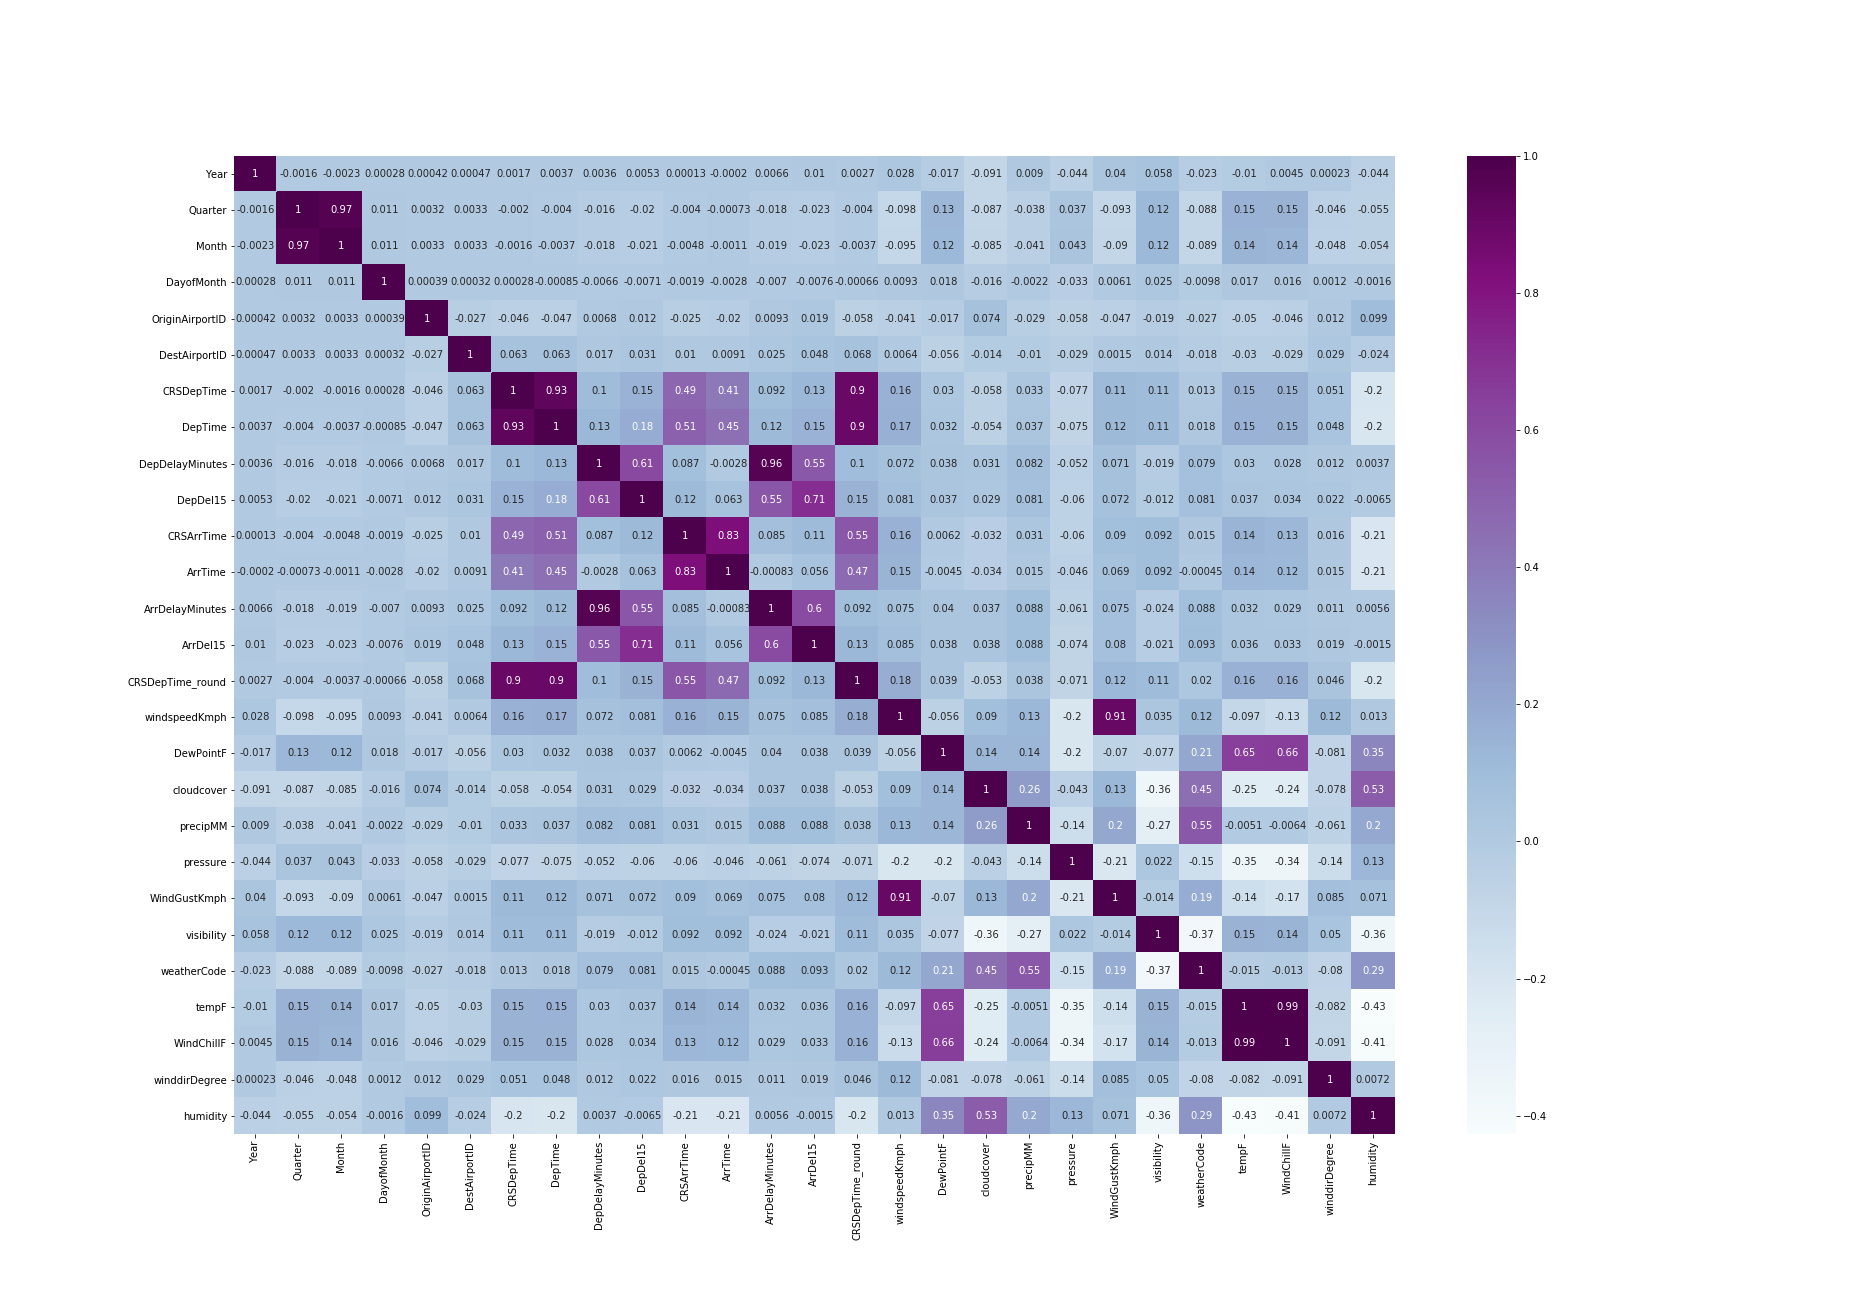 Year 1 -0.0016 -0.0023 0.00028 0.00042 0.00047 0.0017 0.0037 0.0036 0.0053 0.00013 -0.0002 0.0066 0.01 0.0027 0.028 -0.017 -0.091 0.009 -0.044 0.04 0.058 -0.023 -0.01 0.0045 0.00023 -0.044 1.0
Quarter -0.0016 1 0.97 0.011 0.0032 0.0033 -0.002 -0.004 -0.016 -0.02 -0.004 -0.00073 -0.018 -0.023 -0.004 -0.098 0.13 -0.087 -0.038 0.037 -0.093 0.12 -0.088 0.15 0.15 -0.046 -0.055
Month -0.0023 0.97 1 0.011 0.0033 0.0033 -0.0016 -0.0037 -0.018 -0.021 -0.0048 -0.0011 -0.019 -0.023 -0.0037 -0.095 0.12 -0.085 -0.041 0.043 -0.09 0.12 -0.089 0.14 0.14 -0.048 -0.054
DayofMonth 0.00028 0.011 0.011 1 0.00039 0.00032 0.00028 -0.00085 -0.0066 -0.0071 -0.0019 -0.0028 -0.007 -0.0076 -0.00066 0.0093 0.018 -0.016 -0.0022 -0.033 0.0061 0.025 -0.0098 0.017 0.016 0.0012 -0.0016 0.8
OriginAirportID 0.00042 0.0032 0.0033 0.00039 1 -0.027 -0.046 -0.047 0.0068 0.012 -0.025 -0.02 0.0093 0.019 -0.058 -0.041 -0.017 0.074 -0.029 -0.058 -0.047 -0.019 -0.027 -0.05 -0.046 0.012 0.099
DestAirportID 0.00047 0.0033 0.0033 0.00032 -0.027 1 0.063 0.063 0.017 0.031 0.01 0.0091 0.025 0.048 0.068 0.0064 -0.056 -0.014 -0.01 -0.029 0.0015 0.014 -0.018 -0.03 -0.029 0.029 -0.024
CRSDepTime 0.0017 -0.002 -0.0016 0.00028 -0.046 0.063 1 0.93 0.1 0.15 0.49 0.41 0.092 0.13 0.9 0.16 0.03 -0.058 0.033 -0.077 0.11 0.11 0.013 0.15 0.15 0.051 -0.2
DepTime 0.0037 -0.004 -0.0037 -0.00085 -0.047 0.063 0.93 1 0.13 0.18 0.51 0.45 0.12 0.15 0.9 0.17 0.032 -0.054 0.037 -0.075 0.12 0.11 0.018 0.15 0.15 0.048 -0.2 0.6
DepDelayMinutes 0.0036 -0.016 -0.018 -0.0066 0.0068 0.017 0.1 0.13 1 0.61 0.087 -0.0028 0.96 0.55 0.1 0.072 0.038 0.031 0.082 -0.052 0.071 -0.019 0.079 0.03 0.028 0.012 0.0037
DepDel15 0.0053 -0.02 -0.021 -0.0071 0.012 0.031 0.15 0.18 0.61 1 0.12 0.063 0.55 0.71 0.15 0.081 0.037 0.029 0.081 -0.06 0.072 -0.012 0.081 0.037 0.034 0.022 -0.0065
CRSArrTime 0.00013 -0.004 -0.0048 -0.0019 -0.025 0.01 0.49 0.51 0.087 0.12 1 0.83 0.085 0.11 0.55 0.16 0.0062 -0.032 0.031 -0.06 0.09 0.092 0.015 0.14 0.13 0.016 -0.21
ArrTime -0.0002 -0.00073 -0.0011 -0.0028 -0.02 0.0091 0.41 0.45 -0.0028 0.063 0.83 1 -0.00083 0.056 0.47 0.15 -0.0045 -0.034 0.015 -0.046 0.069 0.092 -0.00045 0.14 0.12 0.015 -0.21 0.4
ArrDelayMinutes 0.0066 -0.018 -0.019 -0.007 0.0093 0.025 0.092 0.12 0.96 0.55 0.085 -0.00083 1 0.6 0.092 0.075 0.04 0.037 0.088 -0.061 0.075 -0.024 0.088 0.032 0.029 0.011 0.0056
ArrDel15 0.01 -0.023 -0.023 -0.0076 0.019 0.048 0.13 0.15 0.55 0.71 0.11 0.056 0.6 1 0.13 0.085 0.038 0.038 0.088 -0.074 0.08 -0.021 0.093 0.036 0.033 0.019 -0.0015
CRSDepTime_round 0.0027 -0.004 -0.0037 -0.00066 -0.058 0.068 0.9 0.9 0.1 0.15 0.55 0.47 0.092 0.13 1 0.18 0.039 -0.053 0.038 -0.071 0.12 0.11 0.02 0.16 0.16 0.046 -0.2
windspeedKmph 0.028 -0.098 -0.095 0.0093 -0.041 0.0064 0.16 0.17 0.072 0.081 0.16 0.15 0.075 0.085 0.18 1 -0.056 0.09 0.13 -0.2 0.91 0.035 0.12 -0.097 -0.13 0.12 0.013 0.2
DewPointF -0.017 0.13 0.12 0.018 -0.017 -0.056 0.03 0.032 0.038 0.037 0.0062 -0.0045 0.04 0.038 0.039 -0.056 1 0.14 0.14 -0.2 -0.07 -0.077 0.21 0.65 0.66 -0.081 0.35
cloudcover -0.091 -0.087 -0.085 -0.016 0.074 -0.014 -0.058 -0.054 0.031 0.029 -0.032 -0.034 0.037 0.038 -0.053 0.09 0.14 1 0.26 -0.043 0.13 -0.36 0.45 -0.25 -0.24 -0.078 0.53
precipMM 0.009 -0.038 -0.041 -0.0022 -0.029 -0.01 0.033 0.037 0.082 0.081 0.031 0.015 0.088 0.088 0.038 0.13 0.14 0.26 1 -0.14 0.2 -0.27 0.55 -0.0051 -0.0064 -0.061 0.2 0.0
pressure -0.044 0.037 0.043 -0.033 -0.058 -0.029 -0.077 -0.075 -0.052 -0.06 -0.06 -0.046 -0.061 -0.074 -0.071 -0.2 -0.2 -0.043 -0.14 1 -0.21 0.022 -0.15 -0.35 -0.34 -0.14 0.13
WindGustKmph 0.04 -0.093 -0.09 0.0061 -0.047 0.0015 0.11 0.12 0.071 0.072 0.09 0.069 0.075 0.08 0.12 0.91 -0.07 0.13 0.2 -0.21 1 -0.014 0.19 -0.14 -0.17 0.085 0.071
visibility 0.058 0.12 0.12 0.025 -0.019 0.014 0.11 0.11 -0.019 -0.012 0.092 0.092 -0.024 -0.021 0.11 0.035 -0.077 -0.36 -0.27 0.022 -0.014 1 -0.37 0.15 0.14 0.05 -0.36
weatherCode -0.023 -0.088 -0.089 -0.0098 -0.027 -0.018 0.013 0.018 0.079 0.081 0.015 -0.00045 0.088 0.093 0.02 0.12 0.21 0.45 0.55 -0.15 0.19 -0.37 1 -0.015 -0.013 -0.08 0.29 −0.2
tempF -0.01 0.15 0.14 0.017 -0.05 -0.03 0.15 0.15 0.03 0.037 0.14 0.14 0.032 0.036 0.16 -0.097 0.65 -0.25 -0.0051 -0.35 -0.14 0.15 -0.015 1 0.99 -0.082 -0.43
WindChillF 0.0045 0.15 0.14 0.016 -0.046 -0.029 0.15 0.15 0.028 0.034 0.13 0.12 0.029 0.033 0.16 -0.13 0.66 -0.24 -0.0064 -0.34 -0.17 0.14 -0.013 0.99 1 -0.091 -0.41
winddirDegree 0.00023 -0.046 -0.048 0.0012 0.012 0.029 0.051 0.048 0.012 0.022 0.016 0.015 0.011 0.019 0.046 0.12 -0.081 -0.078 -0.061 -0.14 0.085 0.05 -0.08 -0.082 -0.091 1 0.0072
humidity -0.044 -0.055 -0.054 -0.0016 0.099 -0.024 -0.2 -0.2 0.0037 -0.0065 -0.21 -0.21 0.0056 -0.0015 -0.2 0.013 0.35 0.53 0.2 0.13 0.071 -0.36 0.29 -0.43 -0.41 0.0072 1 −0.4
Year Quarter Month DayofMonth OriginAirportID DestAirportID CRSDepTime DepTime DepDelayMinutes DepDel15 CRSArrTime ArrTime ArrDelayMinutes ArrDel15 CRSDepTime_round windspeedKmph DewPointF cloudcover precipMM pressure WindGustKmph visibility weatherCode tempF WindChillF winddirDegree humidity